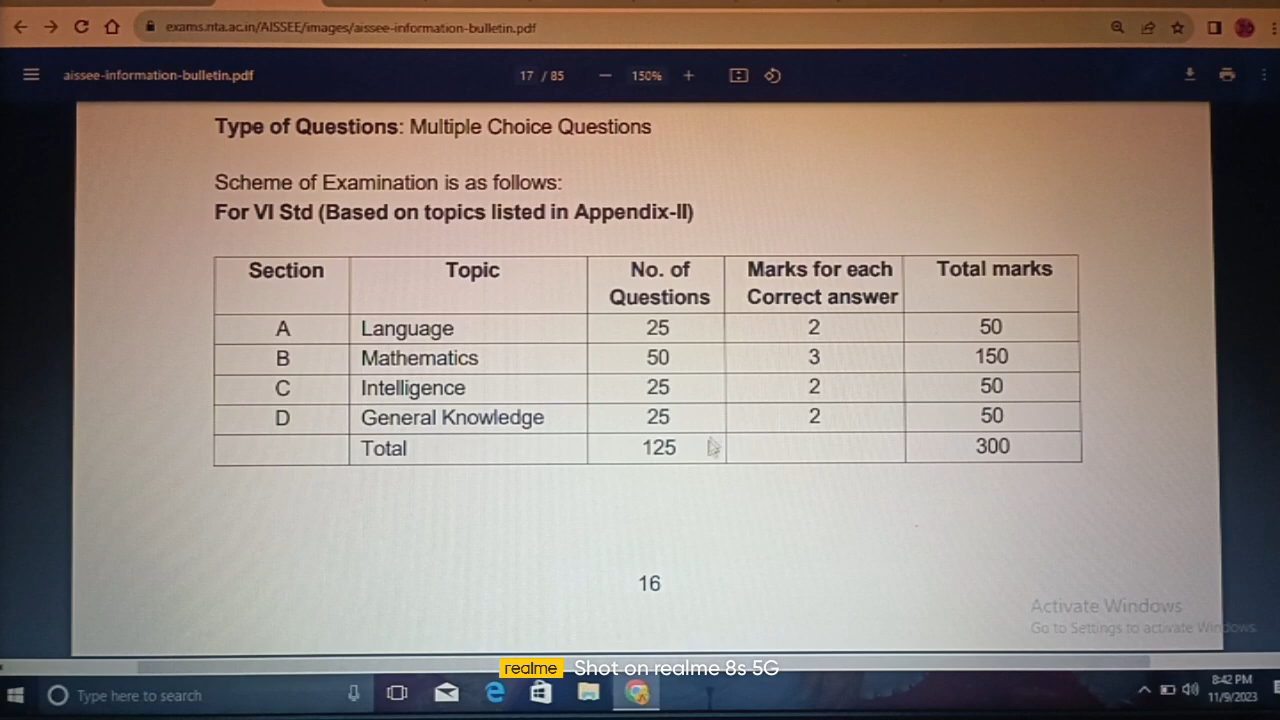 exams.nta.ac.in/AISSEE/images/aissee-information-bulletin.pdf
aissee-information-bulletin.pdf 17 / 85 150%
Type of Questions: Multiple Choice Questions
Scheme of Examination is as follows:
For VI Std (Based on topics listed in Appendix-II)
Section Topic No. of Questions Marks for each Correct answer Total marks
A Language 25 2 50
B Mathematics 50 3 150
C Intelligence 25 2 50
D General Knowledge 25 2 50
Total 125 300
16
Activate Windows
Go to Settings to activate Windows.
realme Shot on realme 8s 5G
Type here to search
8:42 PM
11/9/2023